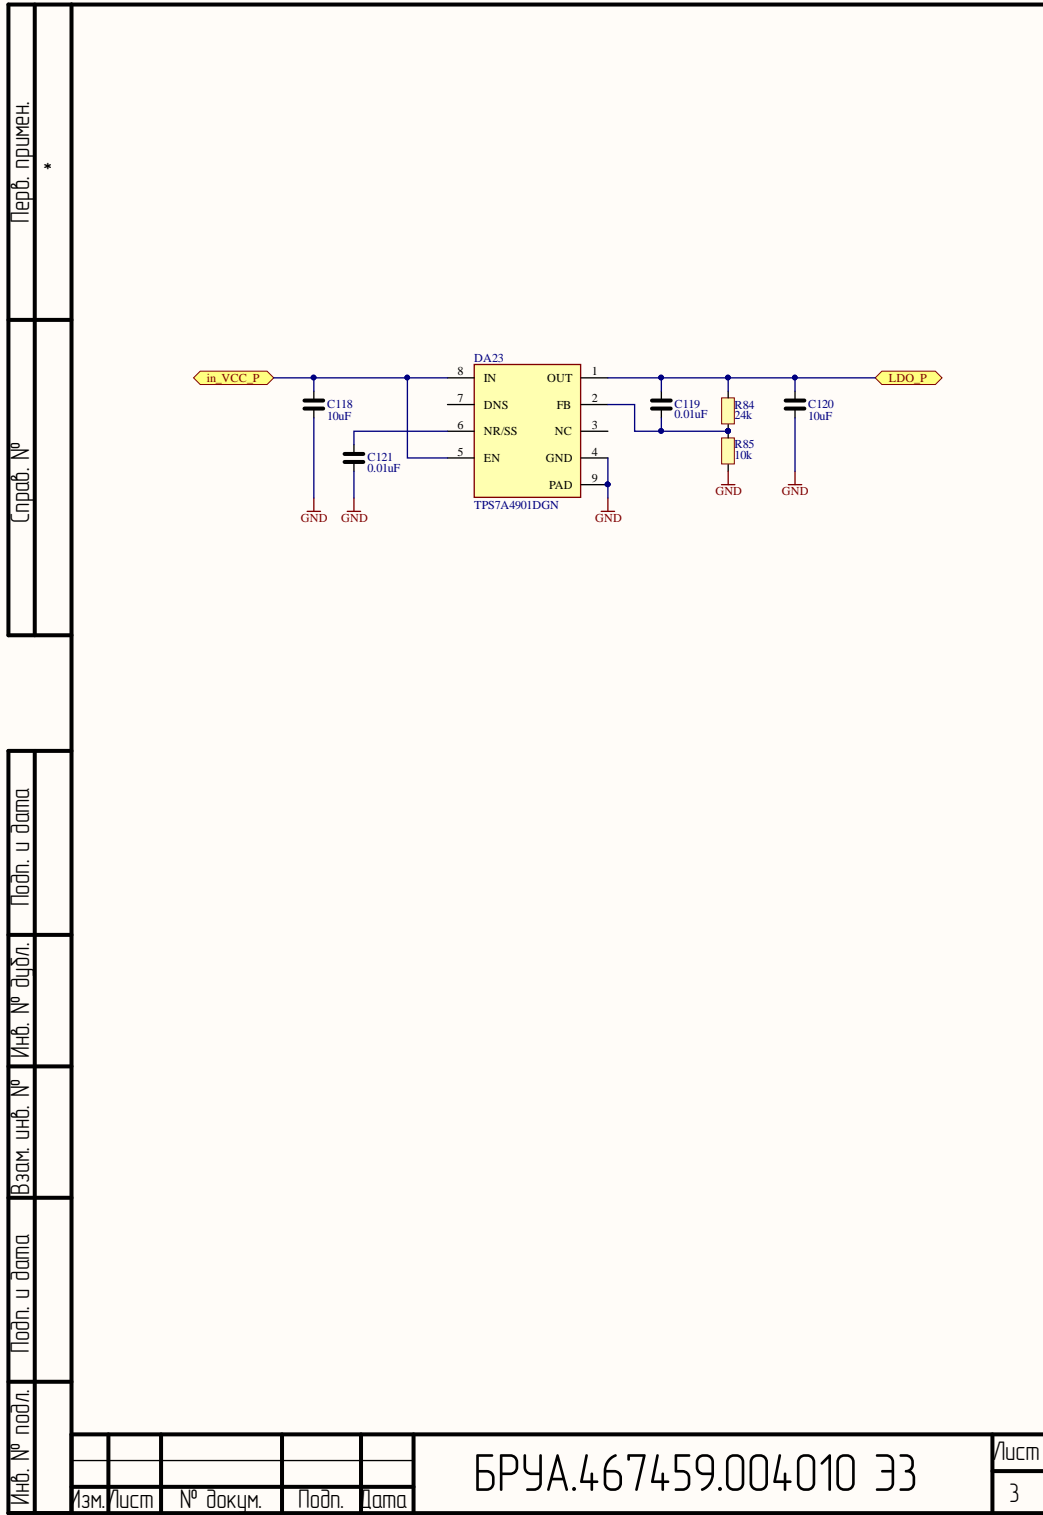 Перв. примен.
*
Справ. №
Подп. и дата
Инв. № дубл.
Взам. инв. №
Подп. и дата
Инв. № подл.
in_VCC_P
C118
10uF
GND
C121
0.01uF
GND
DA23
8 IN OUT 1
7 DNS FB 2
6 NR/SS NC 3
5 EN GND 4
PAD 9
TPS7A4901DGN
GND
C119
0.01uF
R84
24k
R85
10k
GND
C120
10uF
GND
LDO_P
Изм. Лист № докум. Подп. Дата
БРУА.467459.004010 Э3
Лист
3